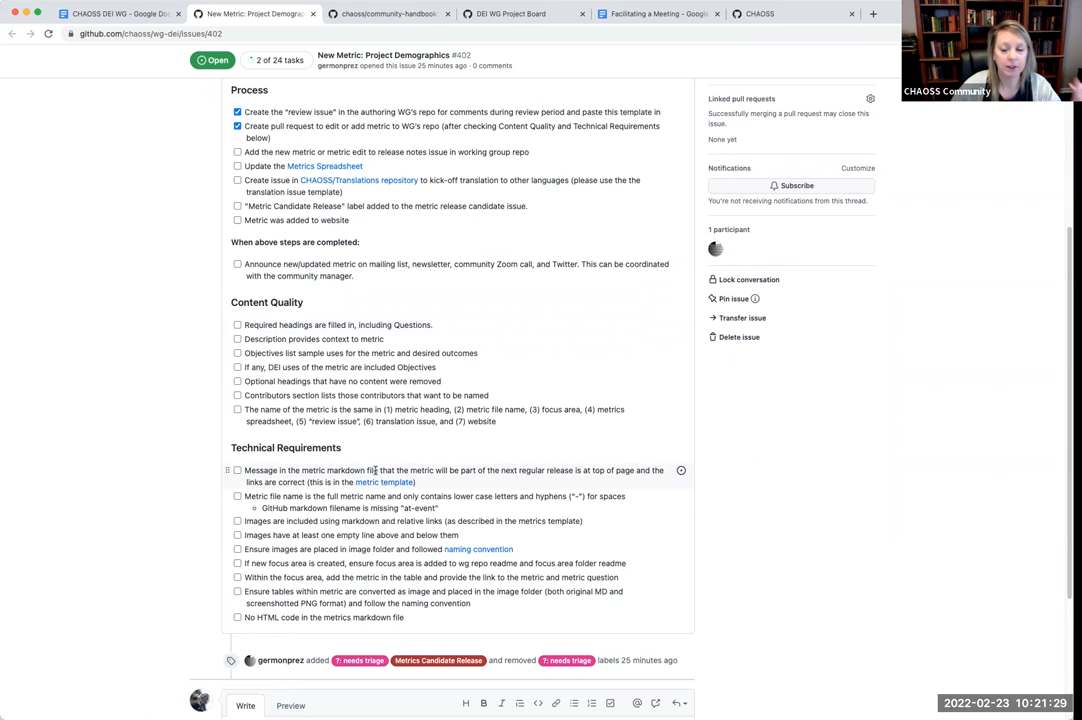 CHAOSS DEI WG - Google Do
New Metric: Project Demograp
chaoss/community-handbook
DEI WG Project Board
Facilitating a Meeting - Googl
CHAOSS
github.com/chaoss/wg-dei/issues/402
Open
2 of 24 tasks
New Metric: Project Demographics #402
germonprez opened this issue 25 minutes ago · 0 comments
CHAOSS Community
Process
Create the "review issue" in the authoring WG's repo for comments during review period and paste this template in
Create pull request to edit or add metric to WG's repo (after checking Content Quality and Technical Requirements
below)
Add the new metric or metric edit to release notes issue in working group repo
Update the Metrics Spreadsheet
Create issue in CHAOSS/Translations repository to kick-off translation to other languages (please use the the
translation issue template)
"Metric Candidate Release" label added to the metric release candidate issue.
Metric was added to website
When above steps are completed:
Announce new/updated metric on mailing list, newsletter, community Zoom call, and Twitter. This can be coordinated
with the community manager.
Content Quality
Required headings are filled in, including Questions.
Description provides context to metric
Objectives list sample uses for the metric and desired outcomes
If any, DEI uses of the metric are included Objectives
Optional headings that have no content were removed
Contributors section lists those contributors that want to be named
The name of the metric is the same in (1) metric heading, (2) metric file name, (3) focus area, (4) metrics
spreadsheet, (5) "review issue", (6) translation issue, and (7) website
Technical Requirements
Message in the metric markdown file that the metric will be part of the next regular release is at top of page and the
links are correct (this is in the metric template)
Metric file name is the full metric name and only contains lower case letters and hyphens ("-") for spaces
GitHub markdown filename is missing "at-event"
Images are included using markdown and relative links (as described in the metrics template)
Images have at least one empty line above and below them
Ensure images are placed in image folder and followed naming convention
If new focus area is created, ensure focus area is added to wg repo readme and focus area folder readme
Within the focus area, add the metric in the table and provide the link to the metric and metric question
Ensure tables within metric are converted as image and placed in the image folder (both original MD and
screenshotted PNG format) and follow the naming convention
No HTML code in the metrics markdown file
germonprez added ?: needs triage Metrics Candidate Release and removed ?: needs triage labels 25 minutes ago
Write
Preview
Linked pull requests
Successfully merging a pull request may close this
issue.
None yet
Notifications
Customize
Subscribe
You're not receiving notifications from this thread.
1 participant
Lock conversation
Pin issue
Transfer issue
Delete issue
2022-02-23 10:21:29